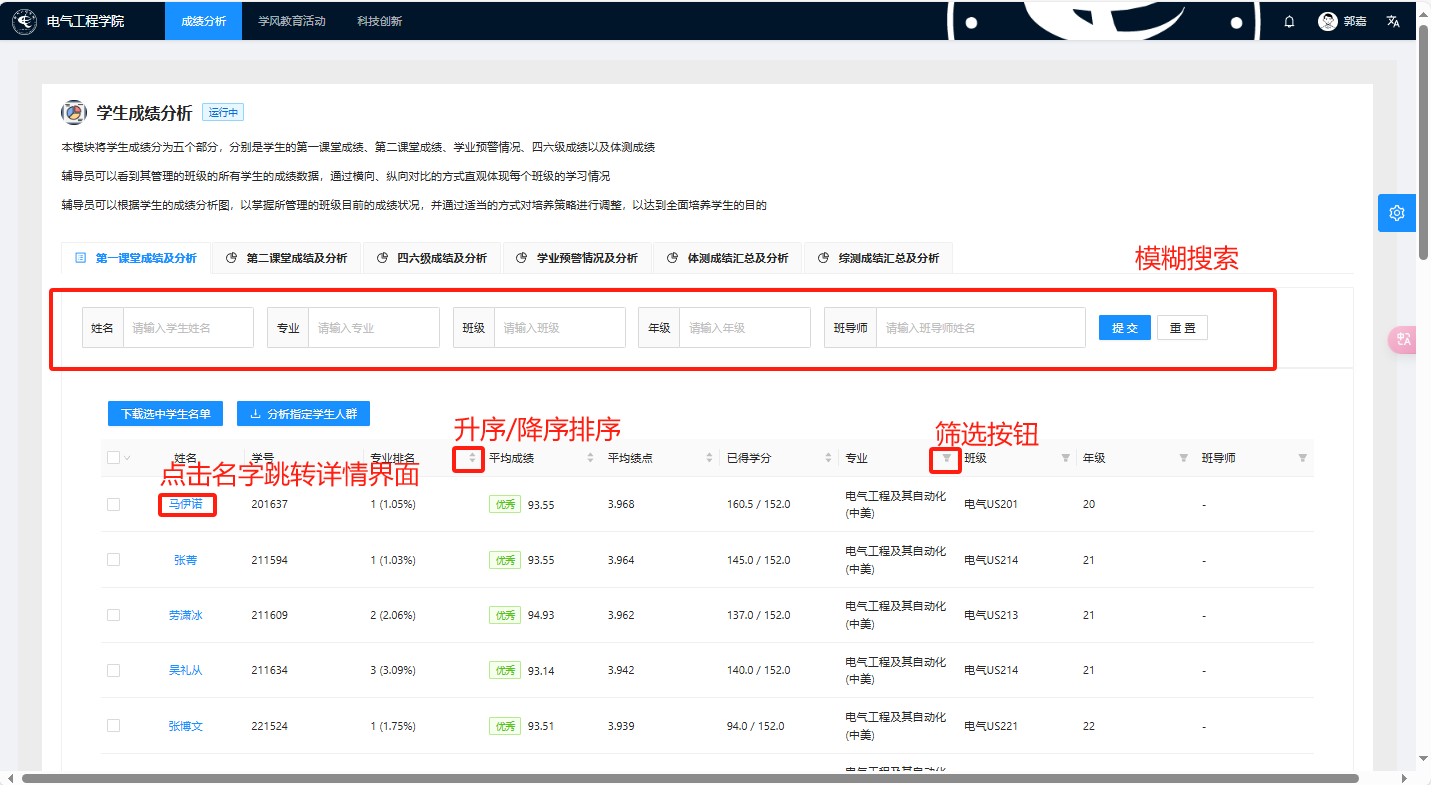 电气工程学院 成绩分析 学风教育活动 科技创新 郭嘉
学生成绩分析 运行中
本模块将学生成绩分为五个部分，分别是学生的第一课堂成绩、第二课堂成绩、学业预警情况、四六级成绩以及体测成绩
辅导员可以看到其管理的班级的所有学生的成绩数据，通过横向、纵向对比的方式直观体现每个班级的学习情况
辅导员可以根据学生的成绩分析图，以掌握所管理的班级目前的成绩状况，并通过适当的方式对培养策略进行调整，以达到全面培养学生的目的
第一课堂成绩及分析 第二课堂成绩及分析 四六级成绩及分析 学业预警情况及分析 体测成绩汇总及分析 综测成绩汇总及分析
模糊搜索
姓名 请输入学生姓名 专业 请输入专业 班级 请输入班级 年级 请输入年级 班导师 请输入班导师姓名 提交 重置
下载选中学生名单 分析指定学生人群
升序/降序排序 筛选按钮
姓名 学号 专业排名 平均成绩 平均绩点 已得学分 专业 班级 年级 班导师
点击名字跳转详情界面
马伊诺 201637 1 (1.05%) 优秀 93.55 3.968 160.5 / 152.0 电气工程及其自动化 电气US201 20 -
(中美)
张菁 211594 1 (1.03%) 优秀 93.55 3.964 145.0 / 152.0 电气工程及其自动化 电气US214 21 -
(中美)
劳潇冰 211609 2 (2.06%) 优秀 94.93 3.962 137.0 / 152.0 电气工程及其自动化 电气US213 21 -
(中美)
吴礼从 211634 3 (3.09%) 优秀 93.14 3.942 140.0 / 152.0 电气工程及其自动化 电气US214 21 -
(中美)
张博文 221524 1 (1.75%) 优秀 93.51 3.939 94.0 / 152.0 电气工程及其自动化 电气US221 22 -
(中美)